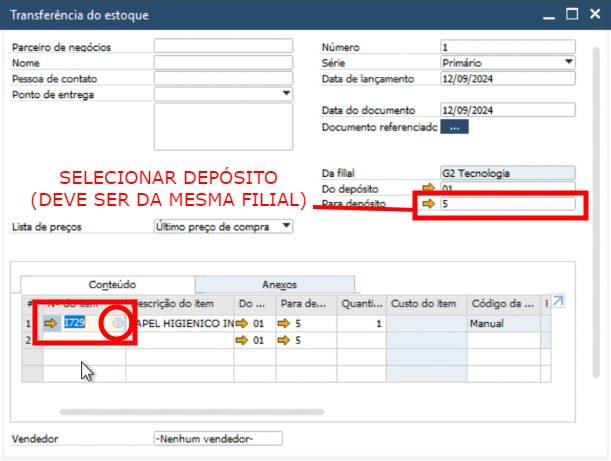 Transferência do estoque
Parceiro de negócios
Nome
Pessoa de contato
Ponto de entrega
Número 1
Série Primário
Data de lançamento 12/09/2024
Data do documento 12/09/2024
Documento referenciado ...
SELECIONAR DEPÓSITO
(DEVE SER DA MESMA FILIAL)
Da filial G2 Tecnologia
Do depósito 01
Para depósito 5
Lista de preços Último preço de compra
Conteúdo Anexos
# Nº do item Descrição do item Do ... Para de... Quanti... Custo do item Código da ...
1 1729 PAPEL HIGIENICO IN 01 5 1 Manual
2 01 5
Vendedor -Nenhum vendedor-